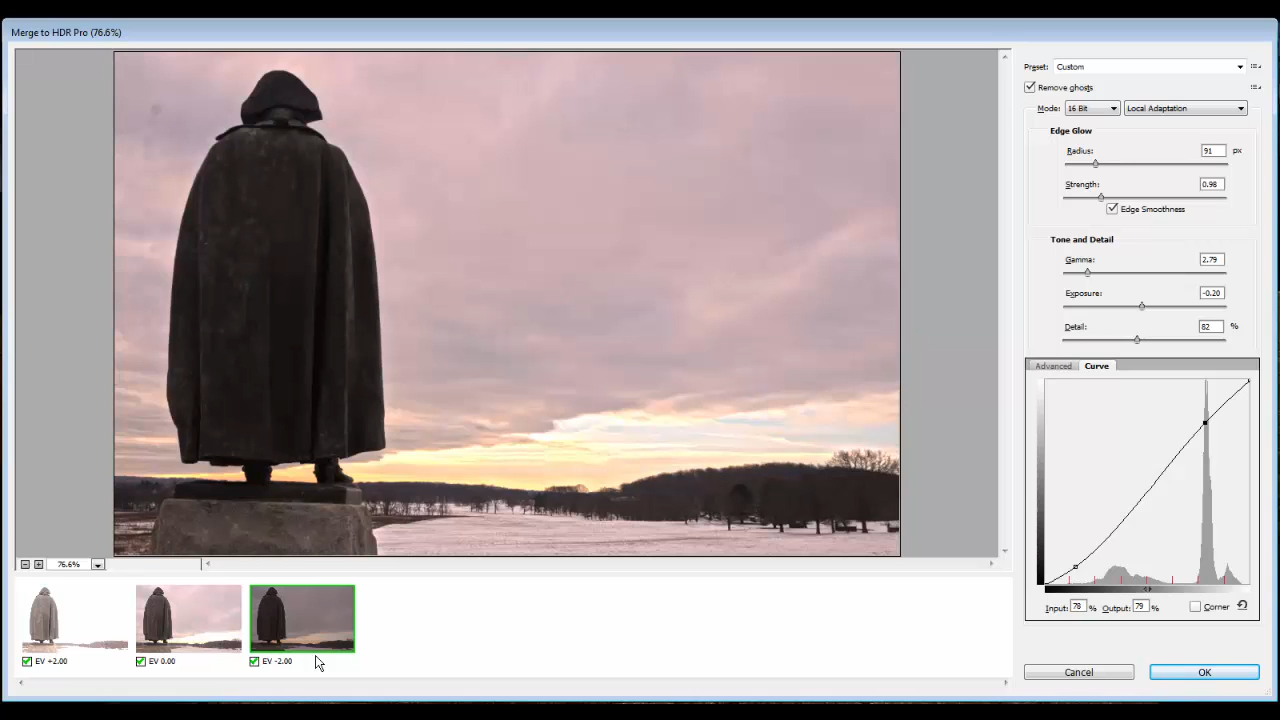 Merge to HDR Pro (76.6%)
Preset: Custom
Remove ghosts
Mode: 16 Bit Local Adaptation
Edge Glow
Radius: 91 px
Strength: 0.98
Edge Smoothness
Tone and Detail
Gamma: 2.79
Exposure: -0.20
Detail: 82 %
Advanced Curve
Input: 78 % Output: 79 % Corner
76.6%
EV +2.00 EV 0.00 EV -2.00
Cancel OK